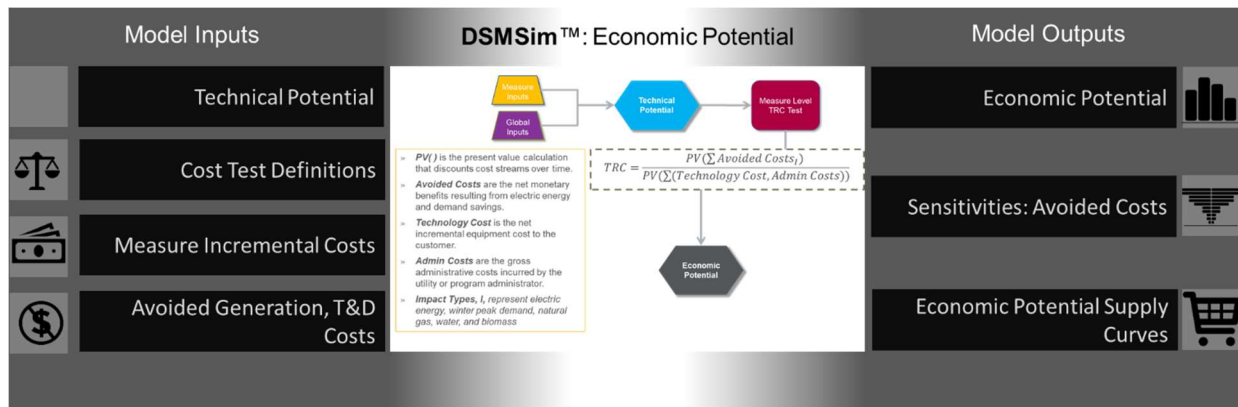 Model Inputs
Technical Potential
Cost Test Definitions
Measure Incremental Costs
Avoided Generation, T&D
Costs
DSMSim™: Economic Potential
Measure
Inputs
Global
Inputs
Technical
Potential
Measure Level
TRC Test
» PV( ) is the present value calculation
that discounts cost streams over time.
» Avoided Costs are the net monetary
benefits resulting from electric energy
and demand savings.
» Technology Cost is the net
incremental equipment cost to the
customer.
» Admin Costs are the gross
administrative costs incurred by the
utility or program administrator.
» Impact Types, I, represent electric
energy, winter peak demand, natural
gas, water, and biomass
TRC = PV(∑ Avoided Costs_I) / PV(∑(Technology Cost, Admin Costs))
Economic
Potential
Model Outputs
Economic Potential
Sensitivities: Avoided Costs
Economic Potential Supply
Curves